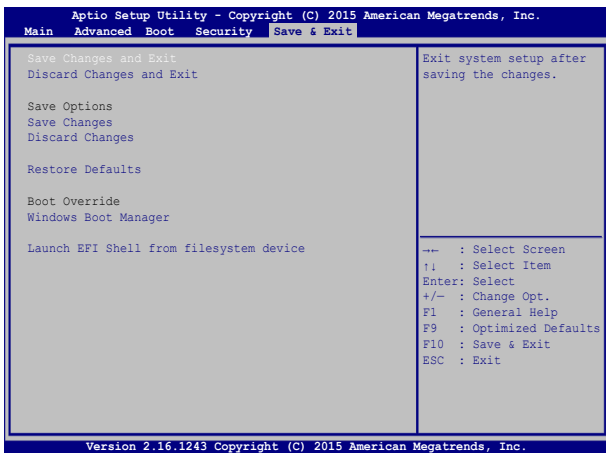 Aptio Setup Utility - Copyright (C) 2015 American Megatrends, Inc.
Main Advanced Boot Security Save & Exit
Save Changes and Exit
Discard Changes and Exit
Save Options
Save Changes
Discard Changes
Restore Defaults
Boot Override
Windows Boot Manager
Launch EFI Shell from filesystem device
Exit system setup after
saving the changes.
→← : Select Screen
↑↓ : Select Item
Enter: Select
+/— : Change Opt.
F1 : General Help
F9 : Optimized Defaults
F10 : Save & Exit
ESC : Exit
Version 2.16.1243 Copyright (C) 2015 American Megatrends, Inc.